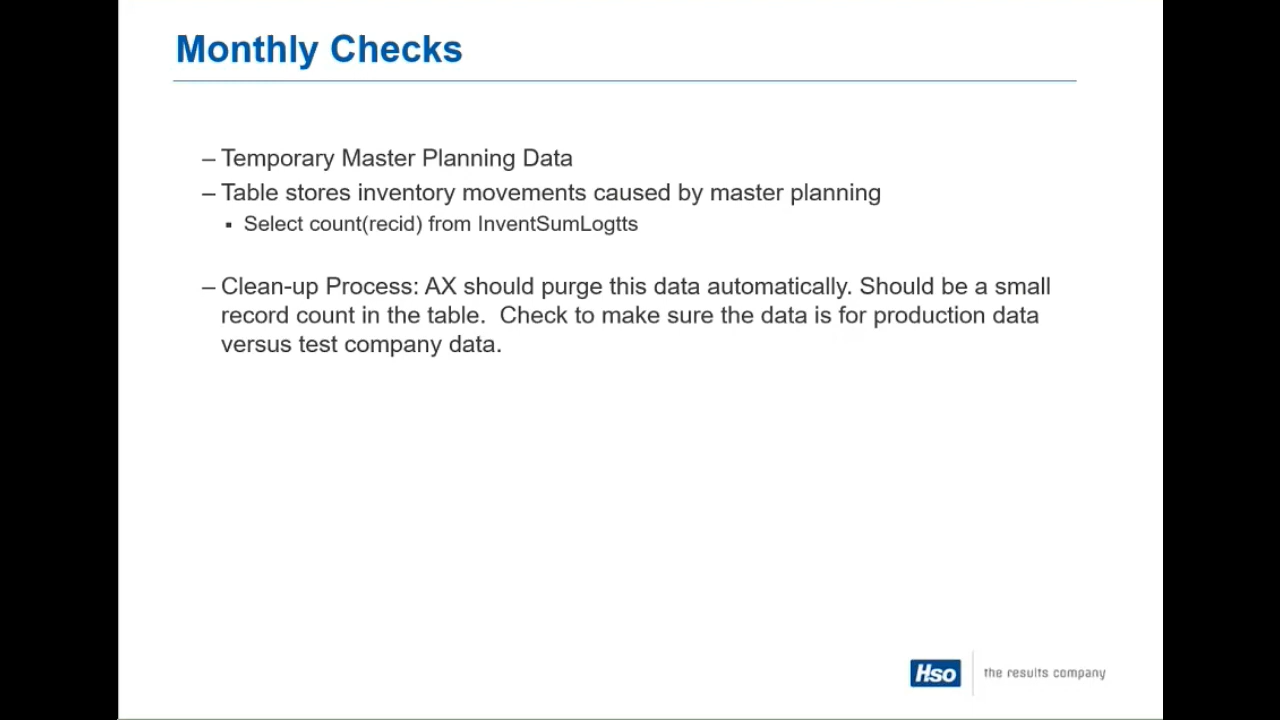 Monthly Checks
– Temporary Master Planning Data
– Table stores inventory movements caused by master planning
▪ Select count(recid) from InventSumLogtts
– Clean-up Process: AX should purge this data automatically. Should be a small
record count in the table.  Check to make sure the data is for production data
versus test company data.
Hso the results company